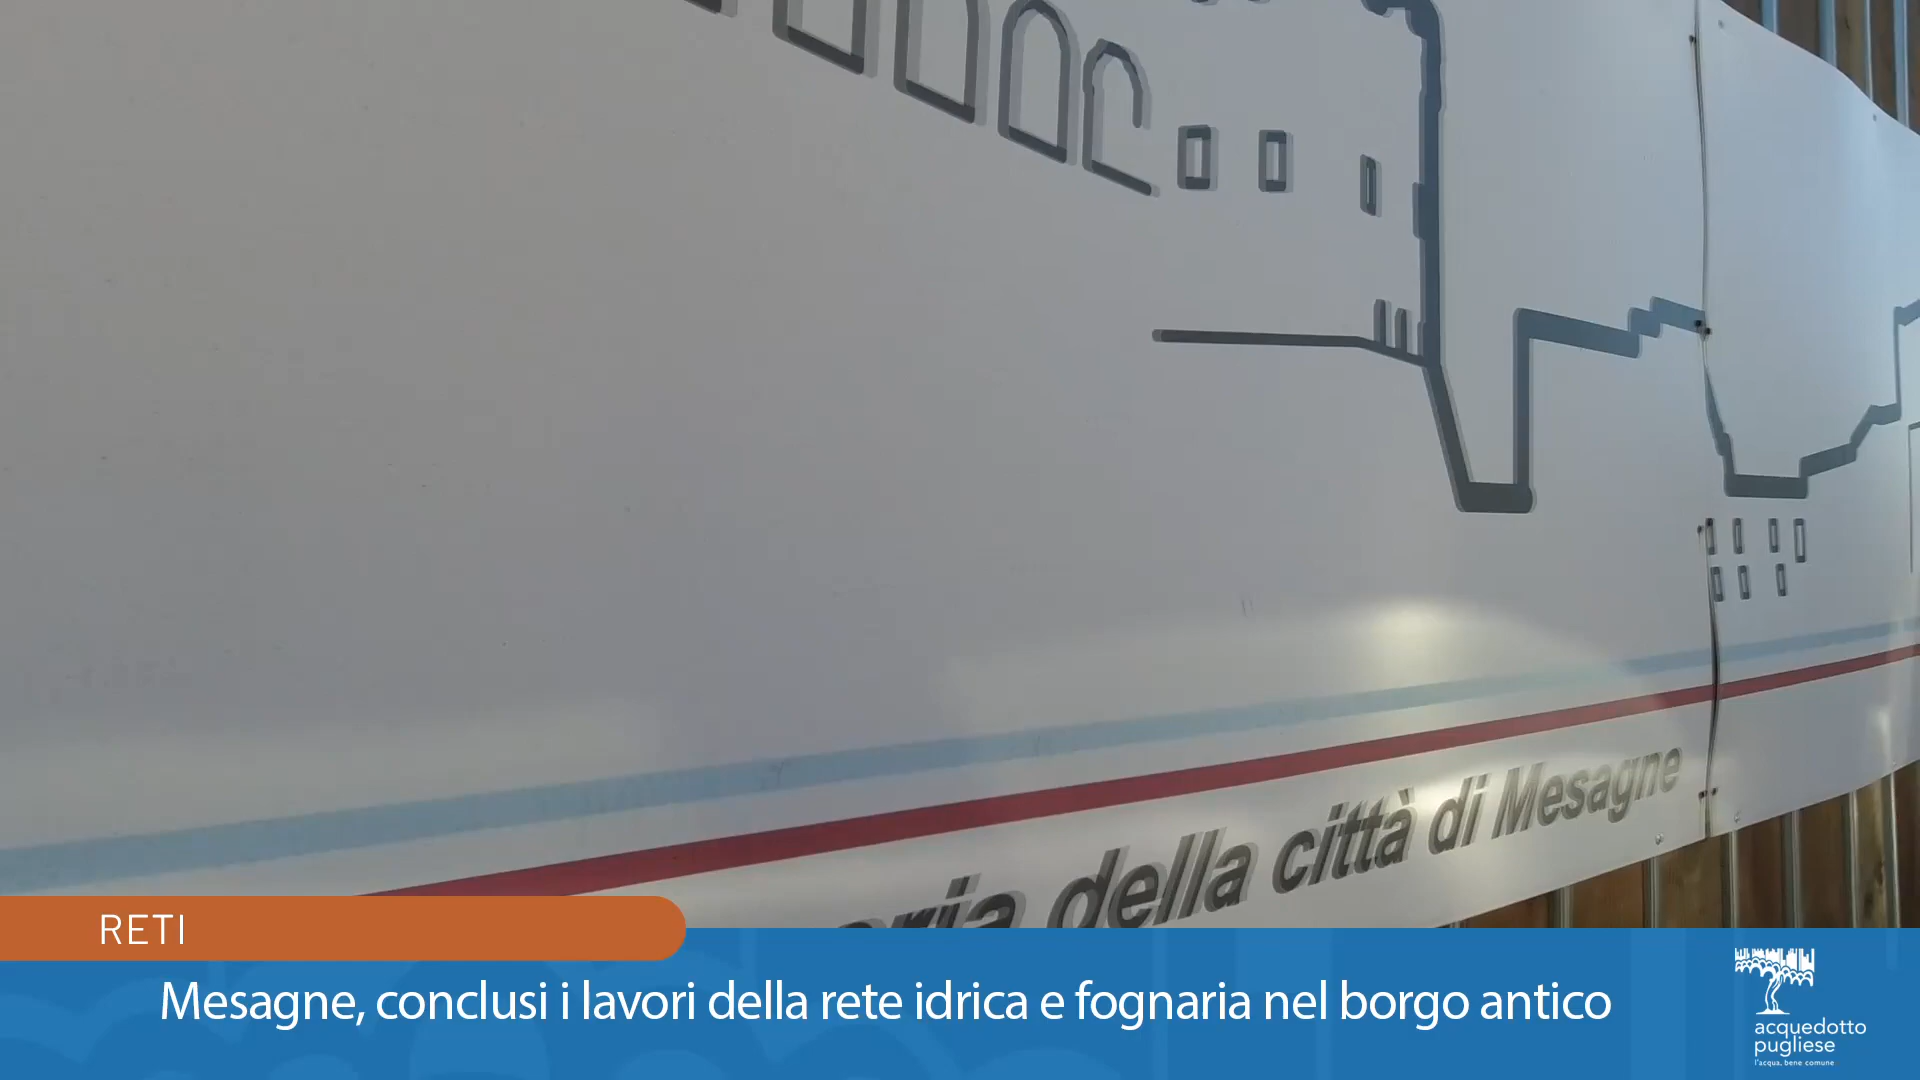 della città di Mesagne
RETI
Mesagne, conclusi i lavori della rete idrica e fognaria nel borgo antico
acquedotto
pugliese
l'acqua, bene comune